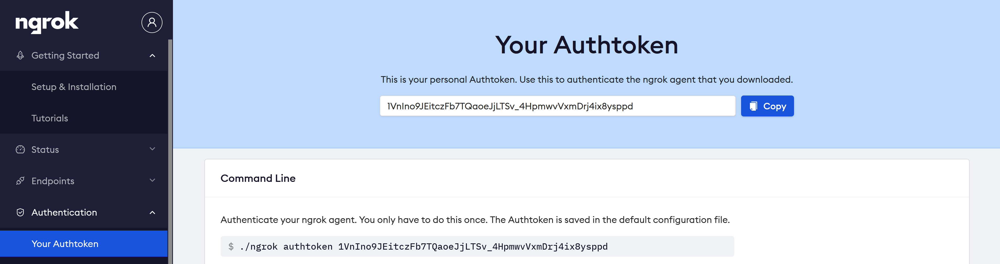 ngrok
Getting Started
Setup & Installation
Tutorials
Status
Endpoints
Authentication
Your Authtoken
Your Authtoken
This is your personal Authtoken. Use this to authenticate the ngrok agent that you downloaded.
1VnIno9JEitczFb7TQaoeJjLTSv_4HpmwvVxmDrj4ix8ysppd
Copy
Command Line
Authenticate your ngrok agent. You only have to do this once. The Authtoken is saved in the default configuration file.
$ ./ngrok authtoken 1VnIno9JEitczFb7TQaoeJjLTSv_4HpmwvVxmDrj4ix8ysppd